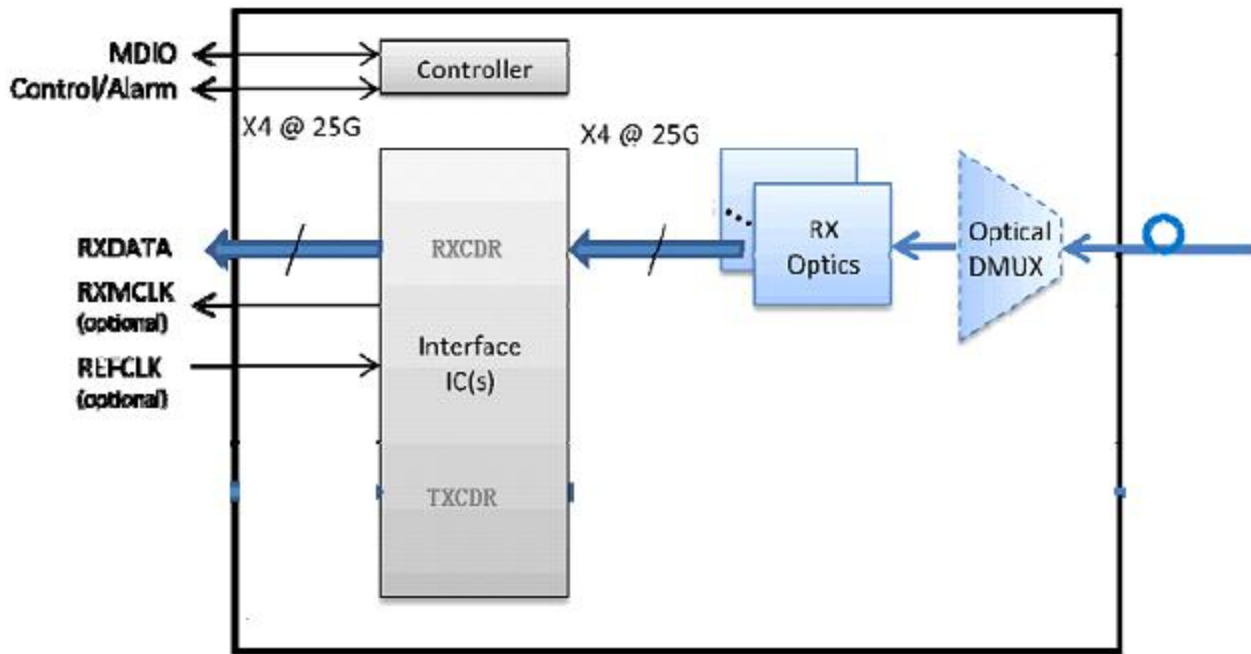 MDIO
Controller
Control/Alarm
X4 @ 25G
X4 @ 25G
RX
Optics
Optical
DMUX
RXDATA
RXCDR
RXMCLK
(optional)
Interface
IC(s)
REFCLK
(optional)
TXCDR